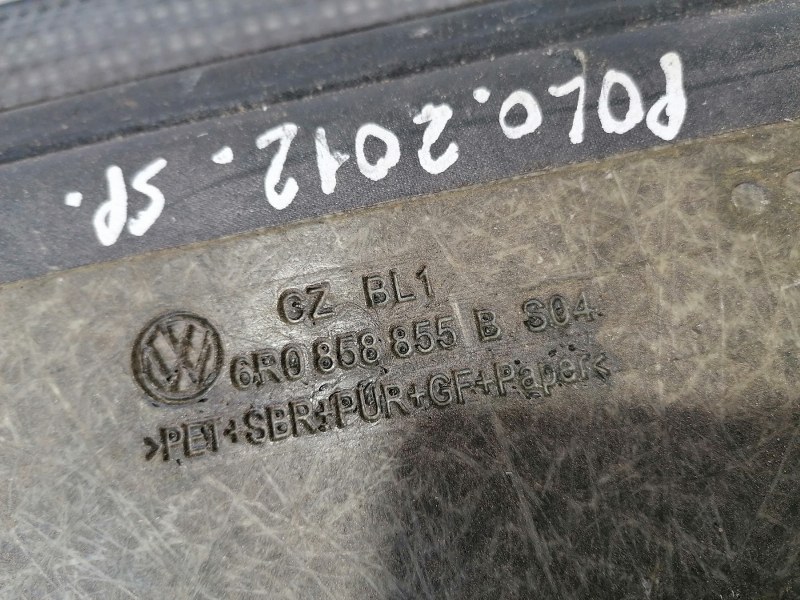 POLO.2012.SP.
CZ BL1
6R0 858 855 B S04
>PET+SBR+PUR+GF+Paper<